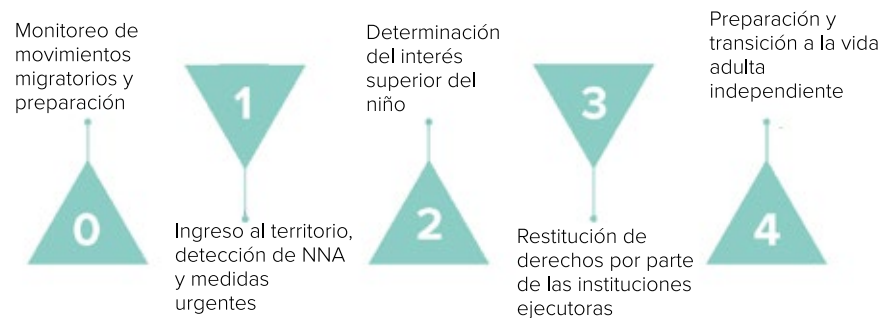 Monitoreo de
movimientos
migratorios y
preparación
0
1
Ingreso al territorio,
detección de NNA
y medidas
urgentes
Determinación
del interés
superior del
niño
2
3
Restitución de
derechos por parte
de las instituciones
ejecutoras
Preparación y
transición a la vida
adulta
independiente
4